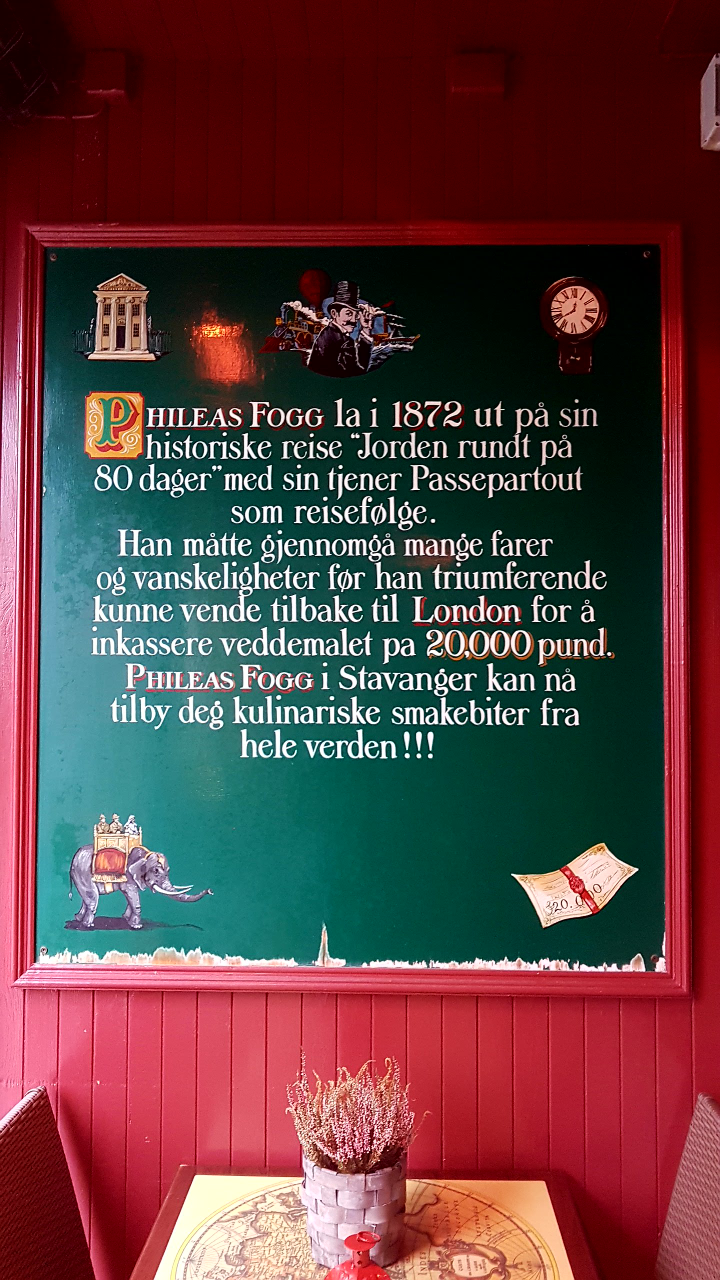 PHILEAS FOGG la i 1872 ut på sin
historiske reise "Jorden rundt på
80 dager" med sin tjener Passepartout
som reisefølge.
Han måtte gjennomgå mange farer
og vanskeligheter før han triumferende
kunne vende tilbake til London for å
inkassere veddemalet pa 20,000 pund.
PHILEAS FOGG i Stavanger kan nå
tilby deg kulinariske smakebiter fra
hele verden!!!